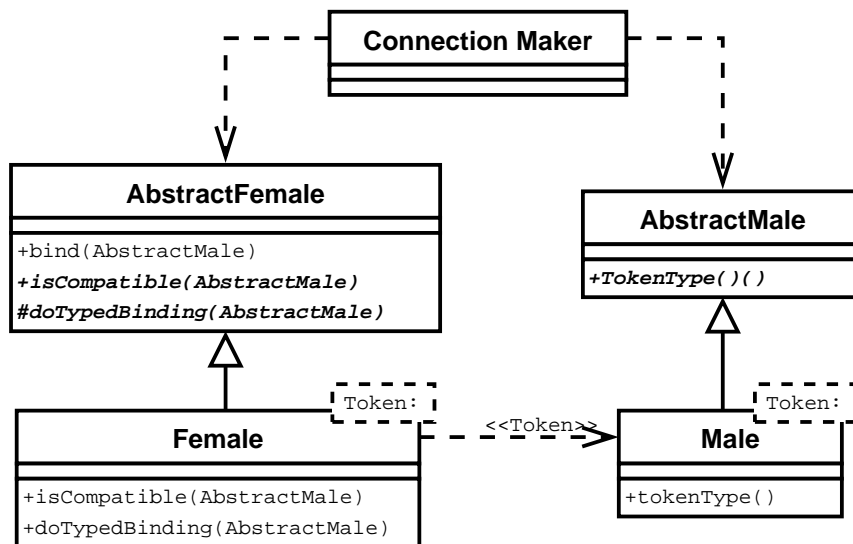 Connection Maker
AbstractFemale
+bind(AbstractMale)
+isCompatible(AbstractMale)
#doTypedBinding(AbstractMale)
AbstractMale
+TokenType()()
Token:
Female
+isCompatible(AbstractMale)
+doTypedBinding(AbstractMale)
<<Token>>
Token:
Male
+tokenType()